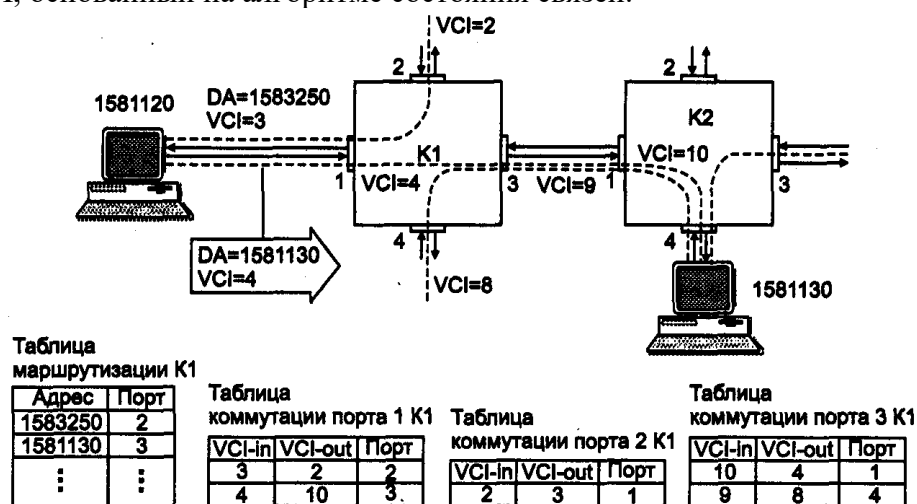 , основанный на алгоритме состояния связей.
VCI=2
2
2
1581120
DA=1583250
VCI=3
K1
K2
VCI=10
1
VCI=4
3
VCI=9
1
3
4
4
DA=1581130
VCI=4
VCI=8
1581130
Таблица
маршрутизации К1
Адрес Порт
1583250 2
1581130 3
Таблица
коммутации порта 1 К1
VCI-in VCI-out Порт
3 2 2
4 10 3
Таблица
коммутации порта 2 К1
VCI-in VCI-out Порт
2 3 1
Таблица
коммутации порта 3 К1
VCI-in VCI-out Порт
10 4 1
9 8 4